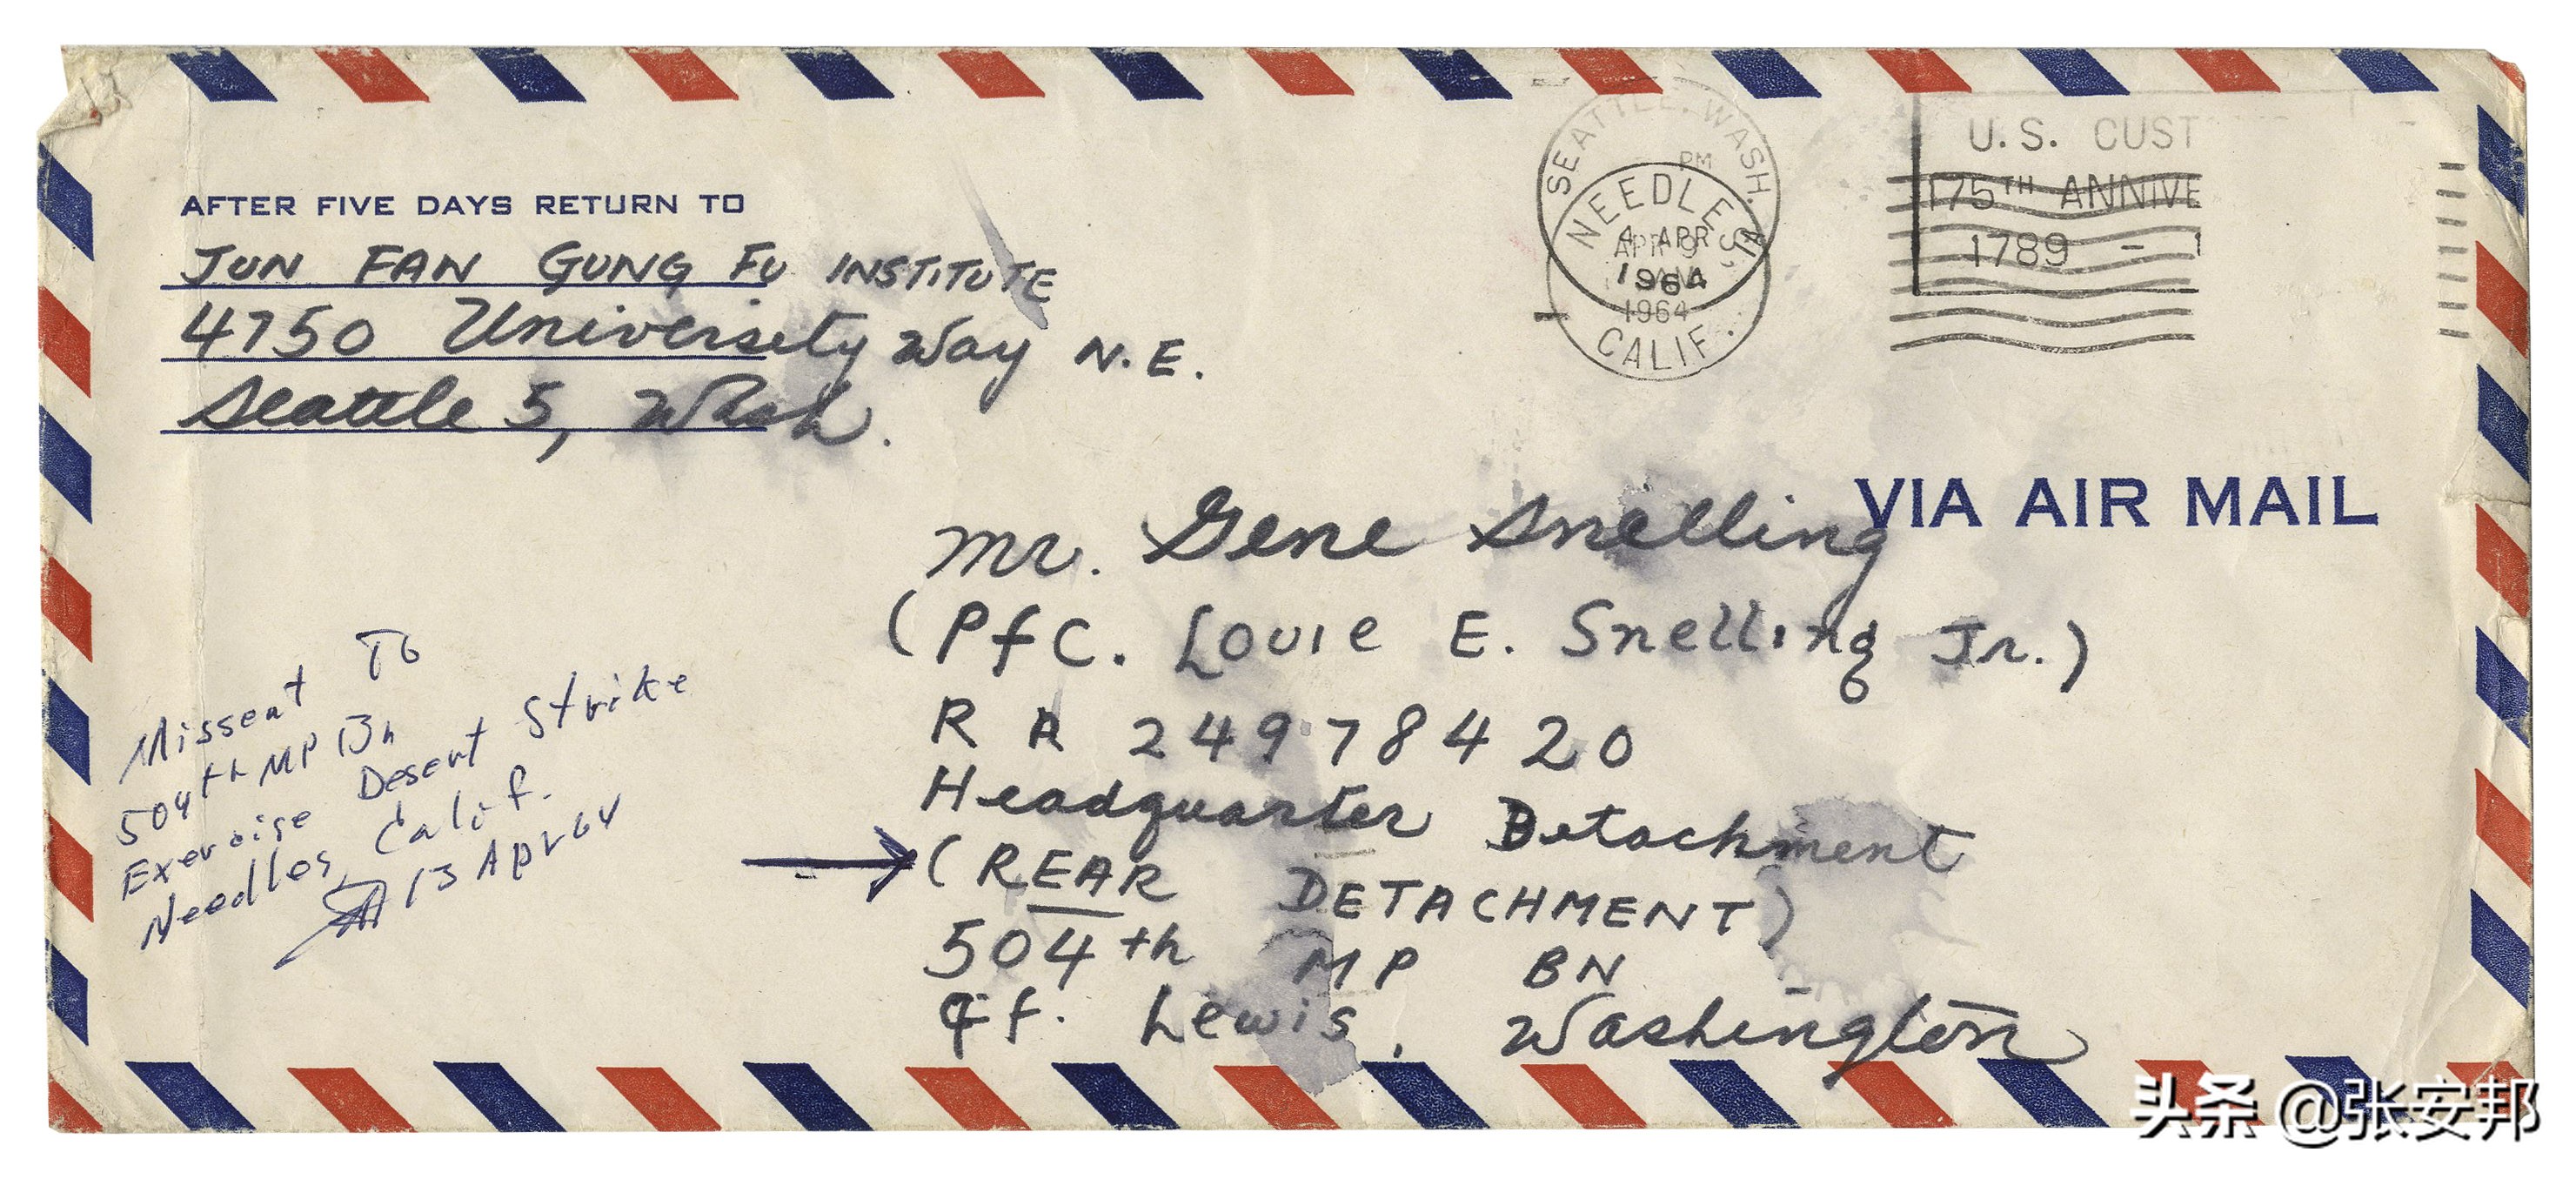 AFTER FIVE DAYS RETURN TO
JUN FAN GUNG FU INSTITUTE
4750 University Way N.E.
Seattle 5, Wash.
SEATTLE, WASH.
PM
4 APR
1964
NEEDLES
APR 9
1964
CALIF.
U.S. CUST
175TH ANNIVE
1789 - 1
VIA AIR MAIL
Mr. Gene Snelling
(Pfc. Louie E. Snelling Jr.)
RA 24978420
Headquarter Detachment
(REAR DETACHMENT)
504th MP BN
Ft. Lewis, Washington
Missent To
504th MP Bn
Exercise Desert Strike
Needles, Calif.
13 Apr 64
头条 @张安邦